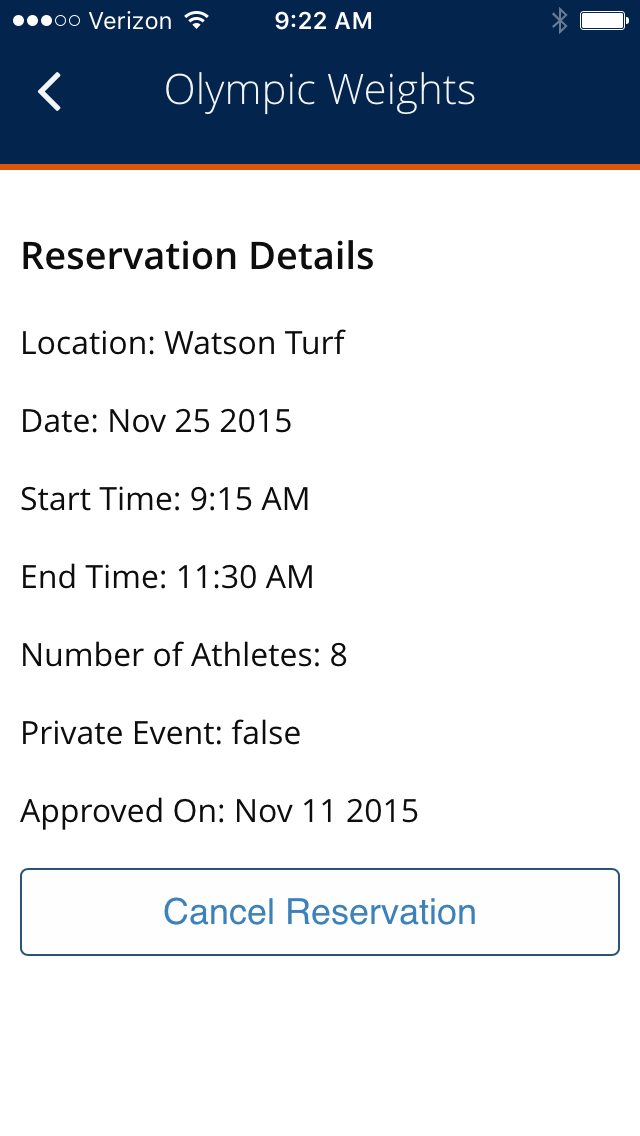 Verizon 9:22 AM
Olympic Weights
Reservation Details
Location: Watson Turf
Date: Nov 25 2015
Start Time: 9:15 AM
End Time: 11:30 AM
Number of Athletes: 8
Private Event: false
Approved On: Nov 11 2015
Cancel Reservation